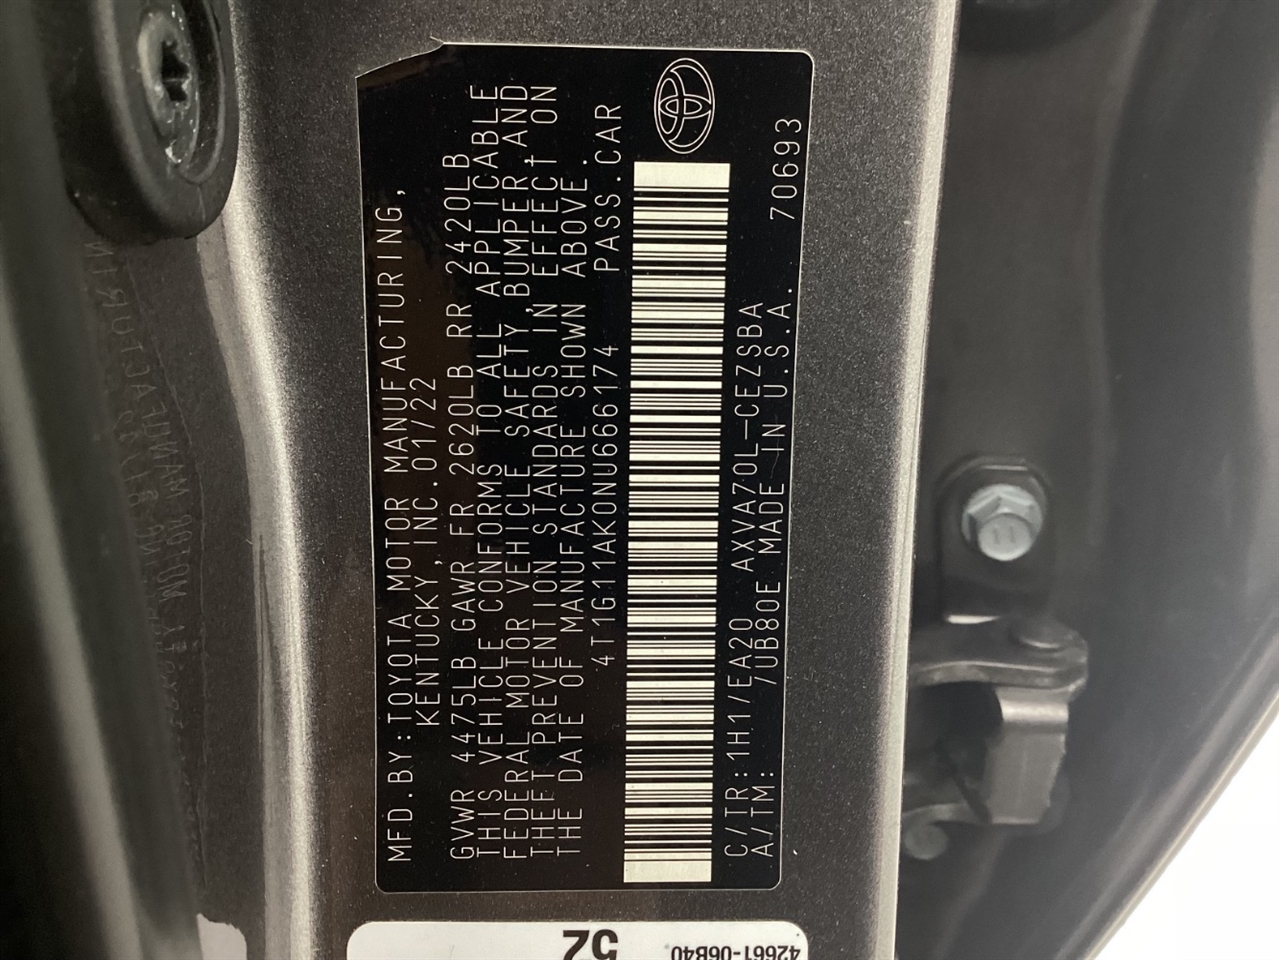 MFD.BY:TOYOTA MOTOR MANUFACTURING,
KENTUCKY,INC.01/22
GVWR 4475LB GAWR FR 2620LB RR 2420LB
THIS VEHICLE CONFORMS TO ALL APPLICABLE
FEDERAL MOTOR VEHICLE SAFETY,BUMPER,AND
THEFT PREVENTION STANDARDS IN EFFECT ON
THE DATE OF MANUFACTURE SHOWN ABOVE.
4T1G11AK0NU666174 PASS.CAR
C/TR:1H1/EA20 AXVA70L-CEZSBA
A/TM: /UB80E MADE IN U.S.A. 70693
52
42661-06B40